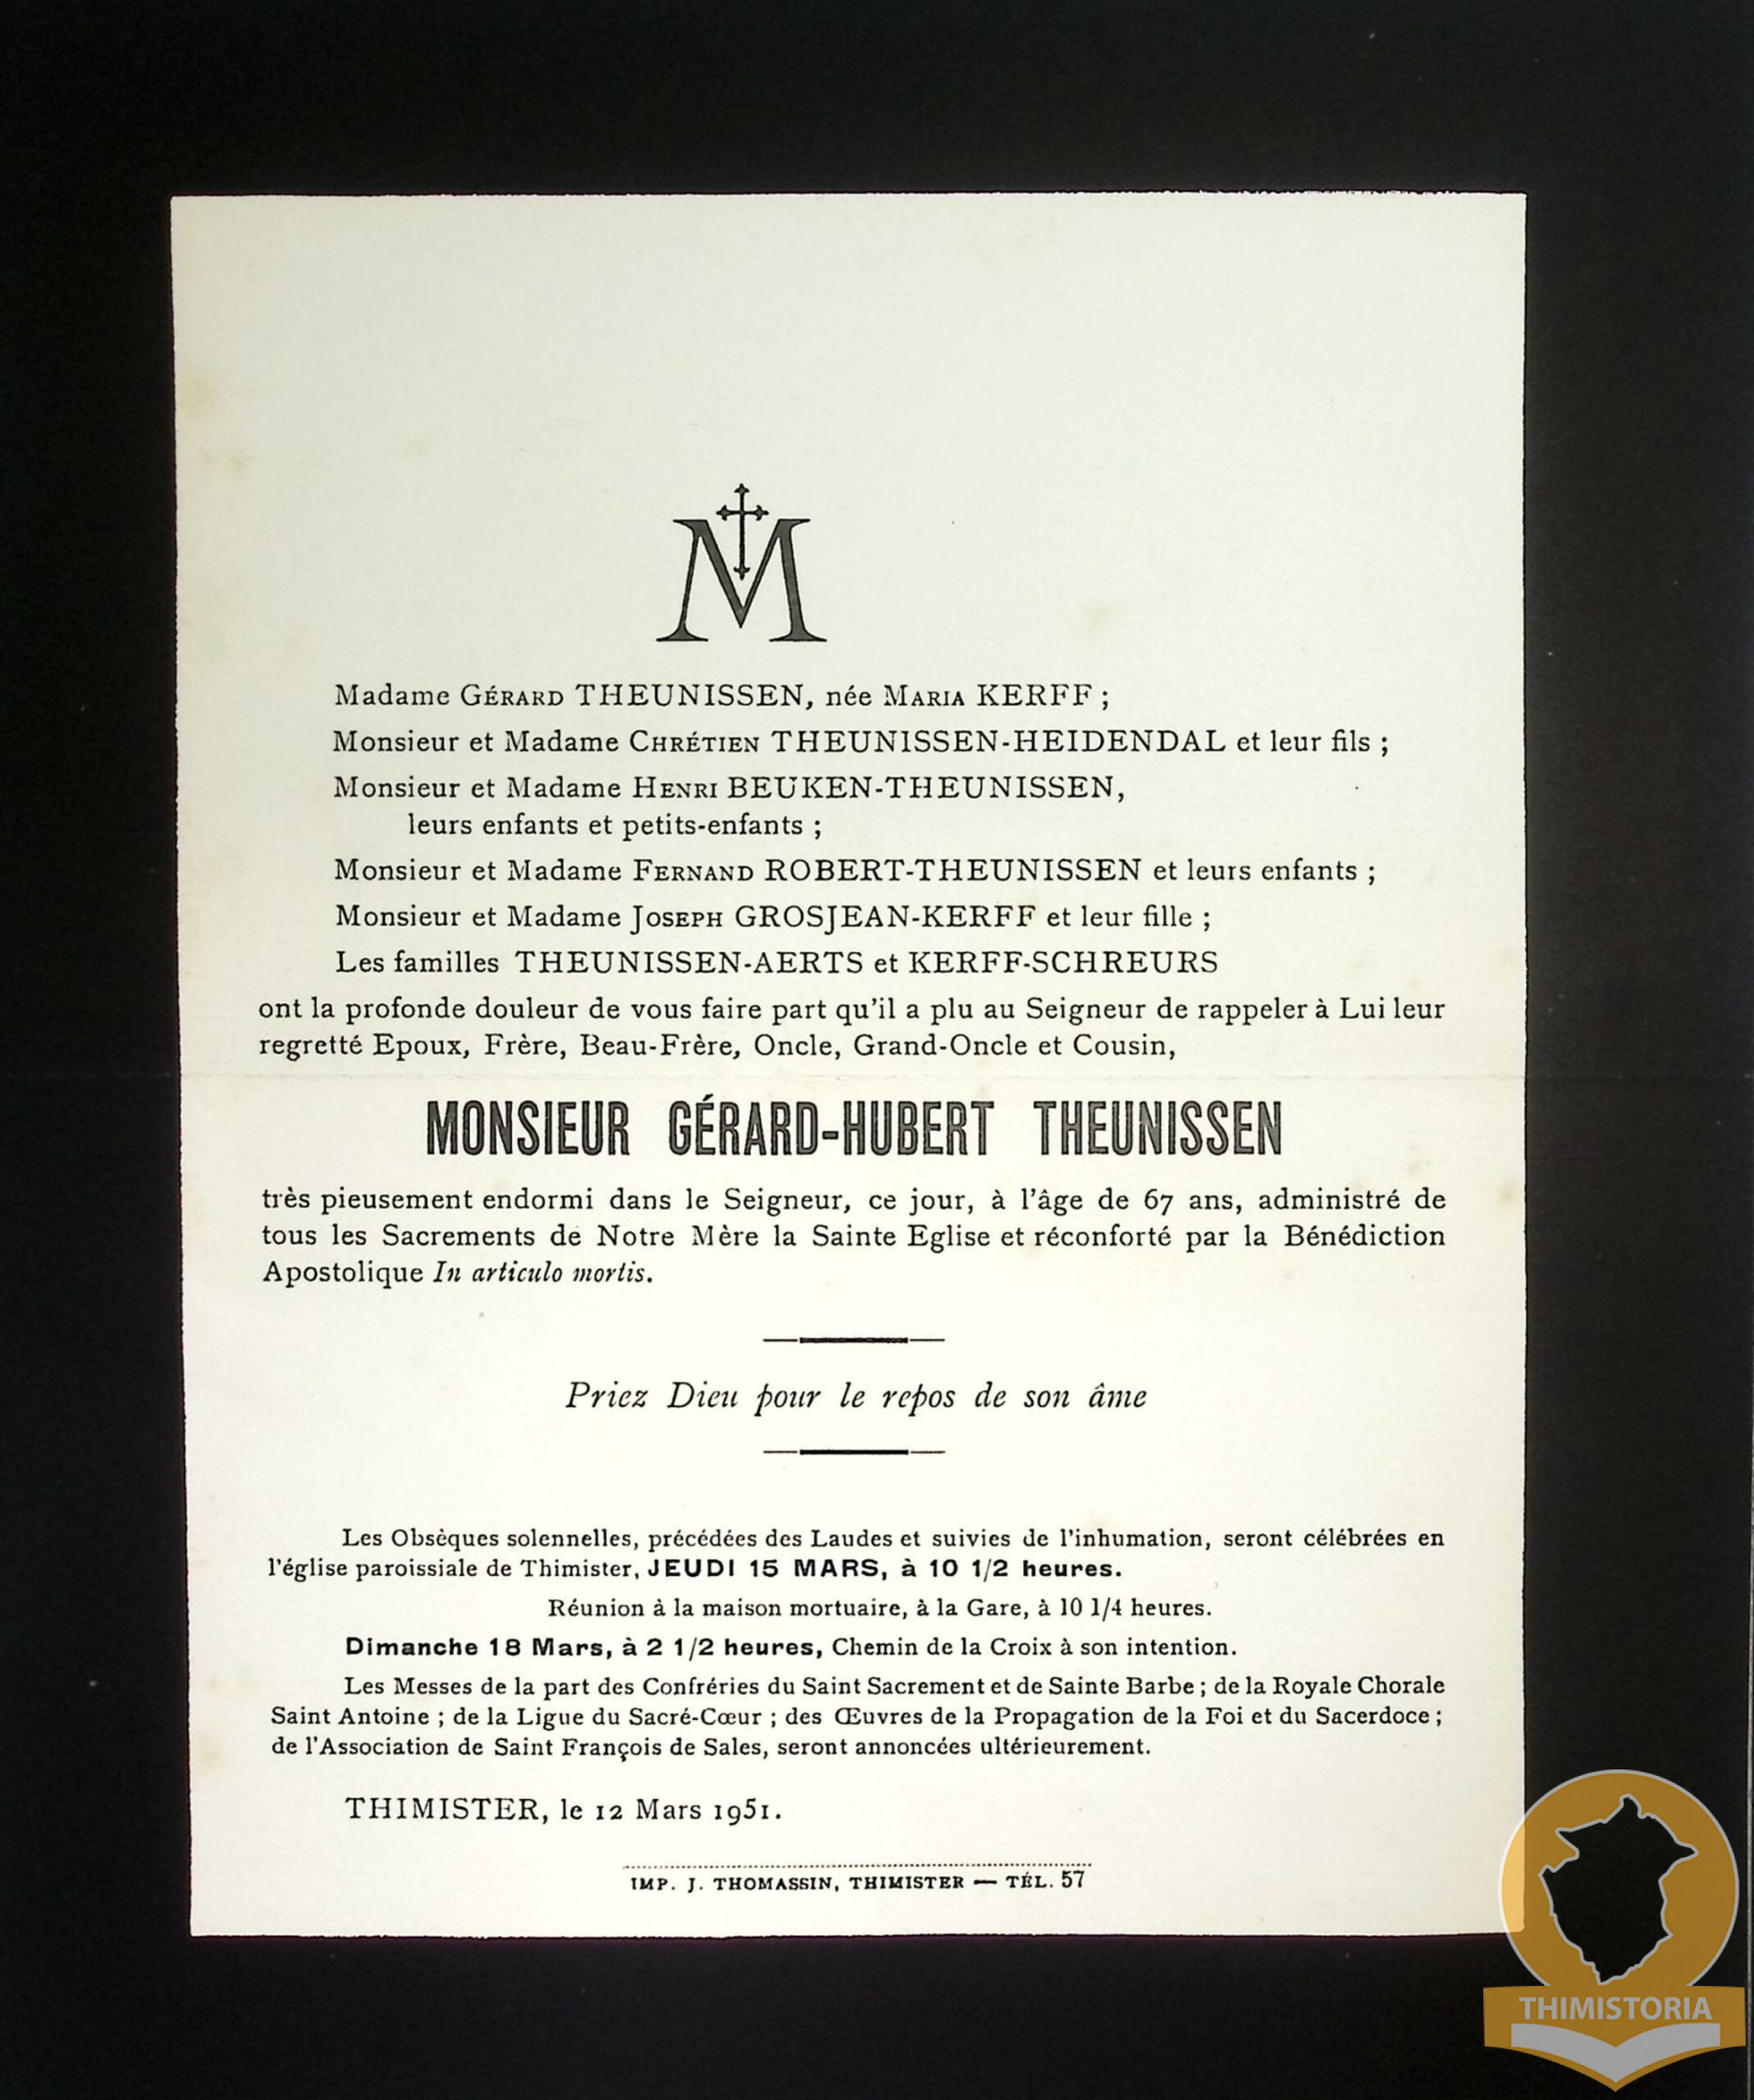 M
Madame GÉRARD THEUNISSEN, née MARIA KERFF ;
Monsieur et Madame CHRÉTIEN THEUNISSEN-HEIDENDAL et leur fils ;
Monsieur et Madame HENRI BEUKEN-THEUNISSEN,
leurs enfants et petits-enfants ;
Monsieur et Madame FERNAND ROBERT-THEUNISSEN et leurs enfants ;
Monsieur et Madame JOSEPH GROSJEAN-KERFF et leur fille ;
Les familles THEUNISSEN-AERTS et KERFF-SCHREURS
ont la profonde douleur de vous faire part qu'il a plu au Seigneur de rappeler à Lui leur
regretté Epoux, Frère, Beau-Frère, Oncle, Grand-Oncle et Cousin,
MONSIEUR GÉRARD-HUBERT THEUNISSEN
très pieusement endormi dans le Seigneur, ce jour, à l'âge de 67 ans, administré de
tous les Sacrements de Notre Mère la Sainte Eglise et réconforté par la Bénédiction
Apostolique In articulo mortis.
Priez Dieu pour le repos de son âme
Les Obsèques solennelles, précédées des Laudes et suivies de l'inhumation, seront célébrées en
l'église paroissiale de Thimister, JEUDI 15 MARS, à 10 1/2 heures.
Réunion à la maison mortuaire, à la Gare, à 10 1/4 heures.
Dimanche 18 Mars, à 2 1/2 heures, Chemin de la Croix à son intention.
Les Messes de la part des Confréries du Saint Sacrement et de Sainte Barbe ; de la Royale Chorale
Saint Antoine ; de la Ligue du Sacré-Cœur ; des Œuvres de la Propagation de la Foi et du Sacerdoce ;
de l'Association de Saint François de Sales, seront annoncées ultérieurement.
THIMISTER, le 12 Mars 1951.
IMP. J. THOMASSIN, THIMISTER — TÉL. 57
THIMISTORIA